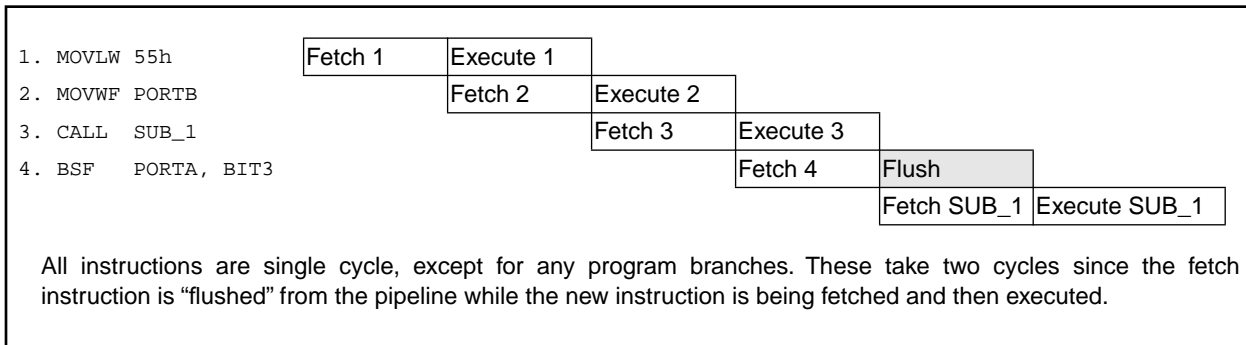 1. MOVLW 55h Fetch 1 Execute 1
2. MOVWF PORTB Fetch 2 Execute 2
3. CALL SUB_1 Fetch 3 Execute 3
4. BSF PORTA, BIT3 Fetch 4 Flush
Fetch SUB_1 Execute SUB_1
All instructions are single cycle, except for any program branches. These take two cycles since the fetch
instruction is “flushed” from the pipeline while the new instruction is being fetched and then executed.